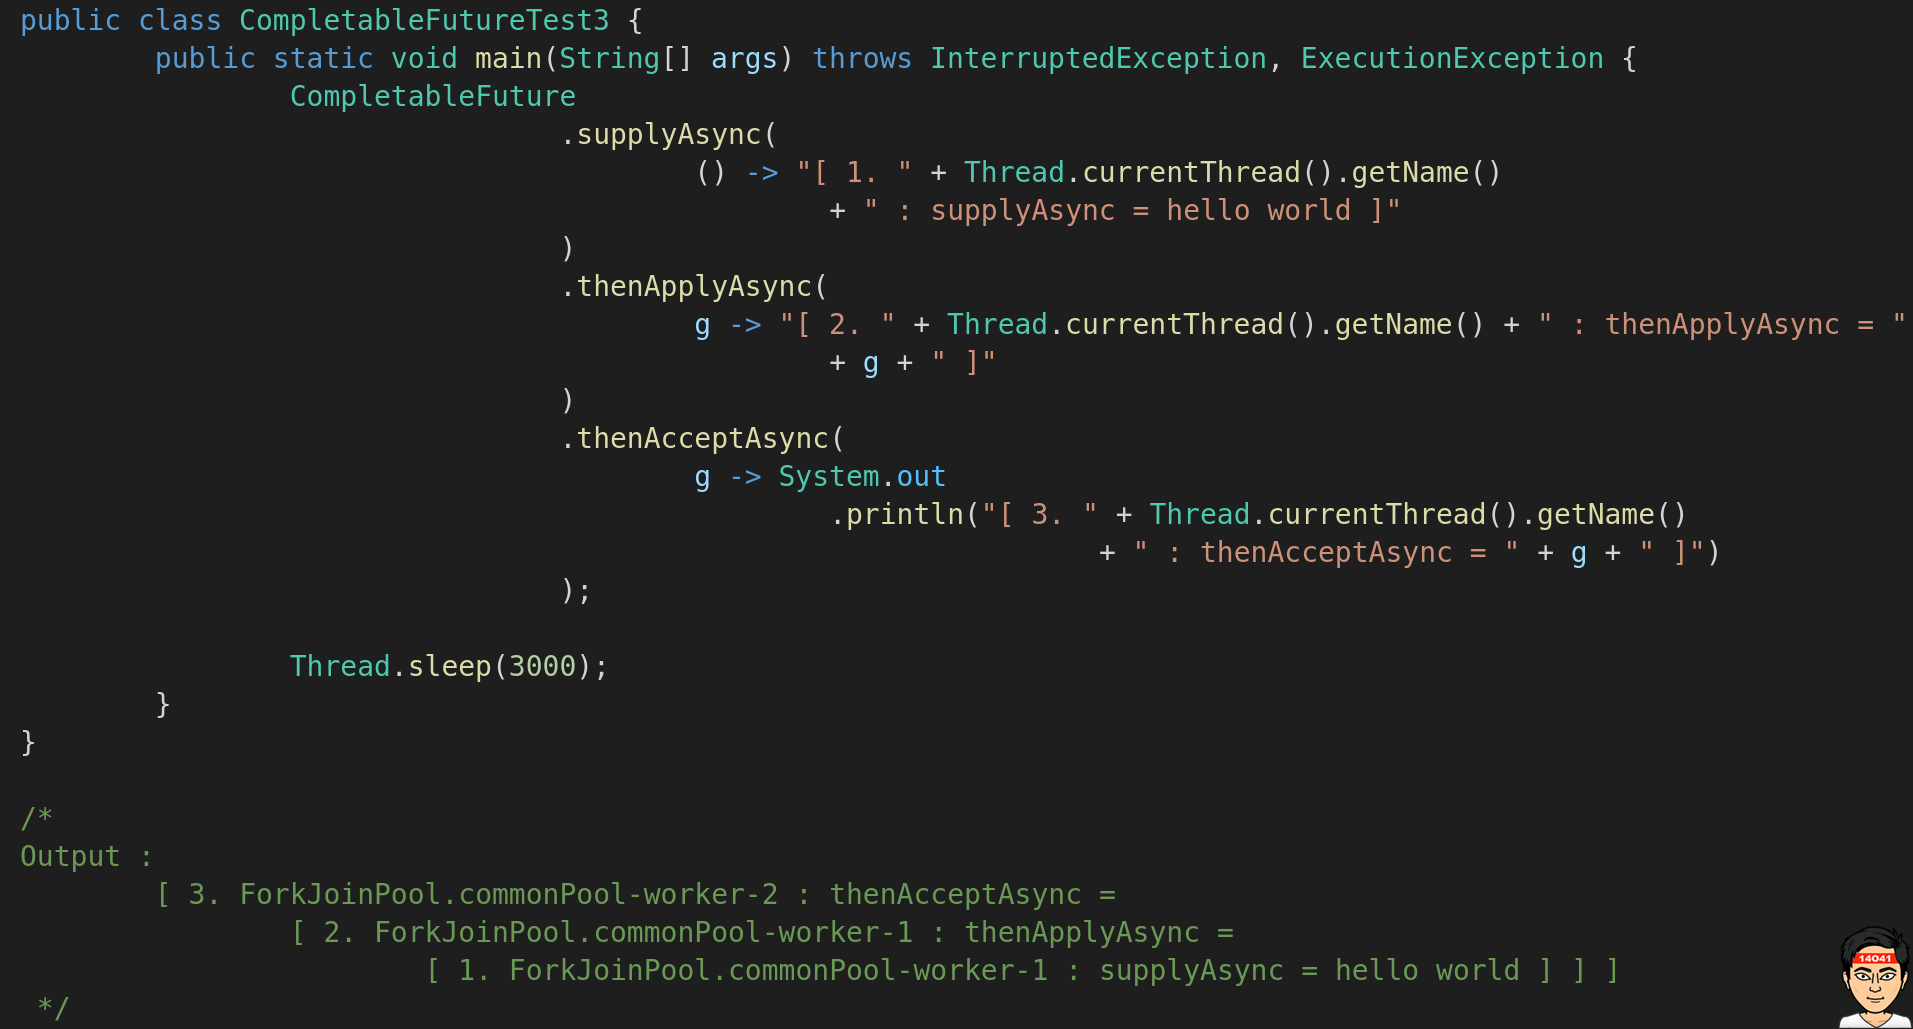 public class CompletableFutureTest3 {
public static void main(String[] args) throws InterruptedException, ExecutionException {
CompletableFuture
.supplyAsync(
() -> "[ 1. " + Thread.currentThread().getName()
+ " : supplyAsync = hello world ]"
)
.thenApplyAsync(
g -> "[ 2. " + Thread.currentThread().getName() + " : thenApplyAsync = "
+ g + " ]"
)
.thenAcceptAsync(
g -> System.out
.println("[ 3. " + Thread.currentThread().getName()
+ " : thenAcceptAsync = " + g + " ]")
);
Thread.sleep(3000);
}
}
/*
Output :
[ 3. ForkJoinPool.commonPool-worker-2 : thenAcceptAsync =
[ 2. ForkJoinPool.commonPool-worker-1 : thenApplyAsync =
[ 1. ForkJoinPool.commonPool-worker-1 : supplyAsync = hello world ] ] ]
*/
14041